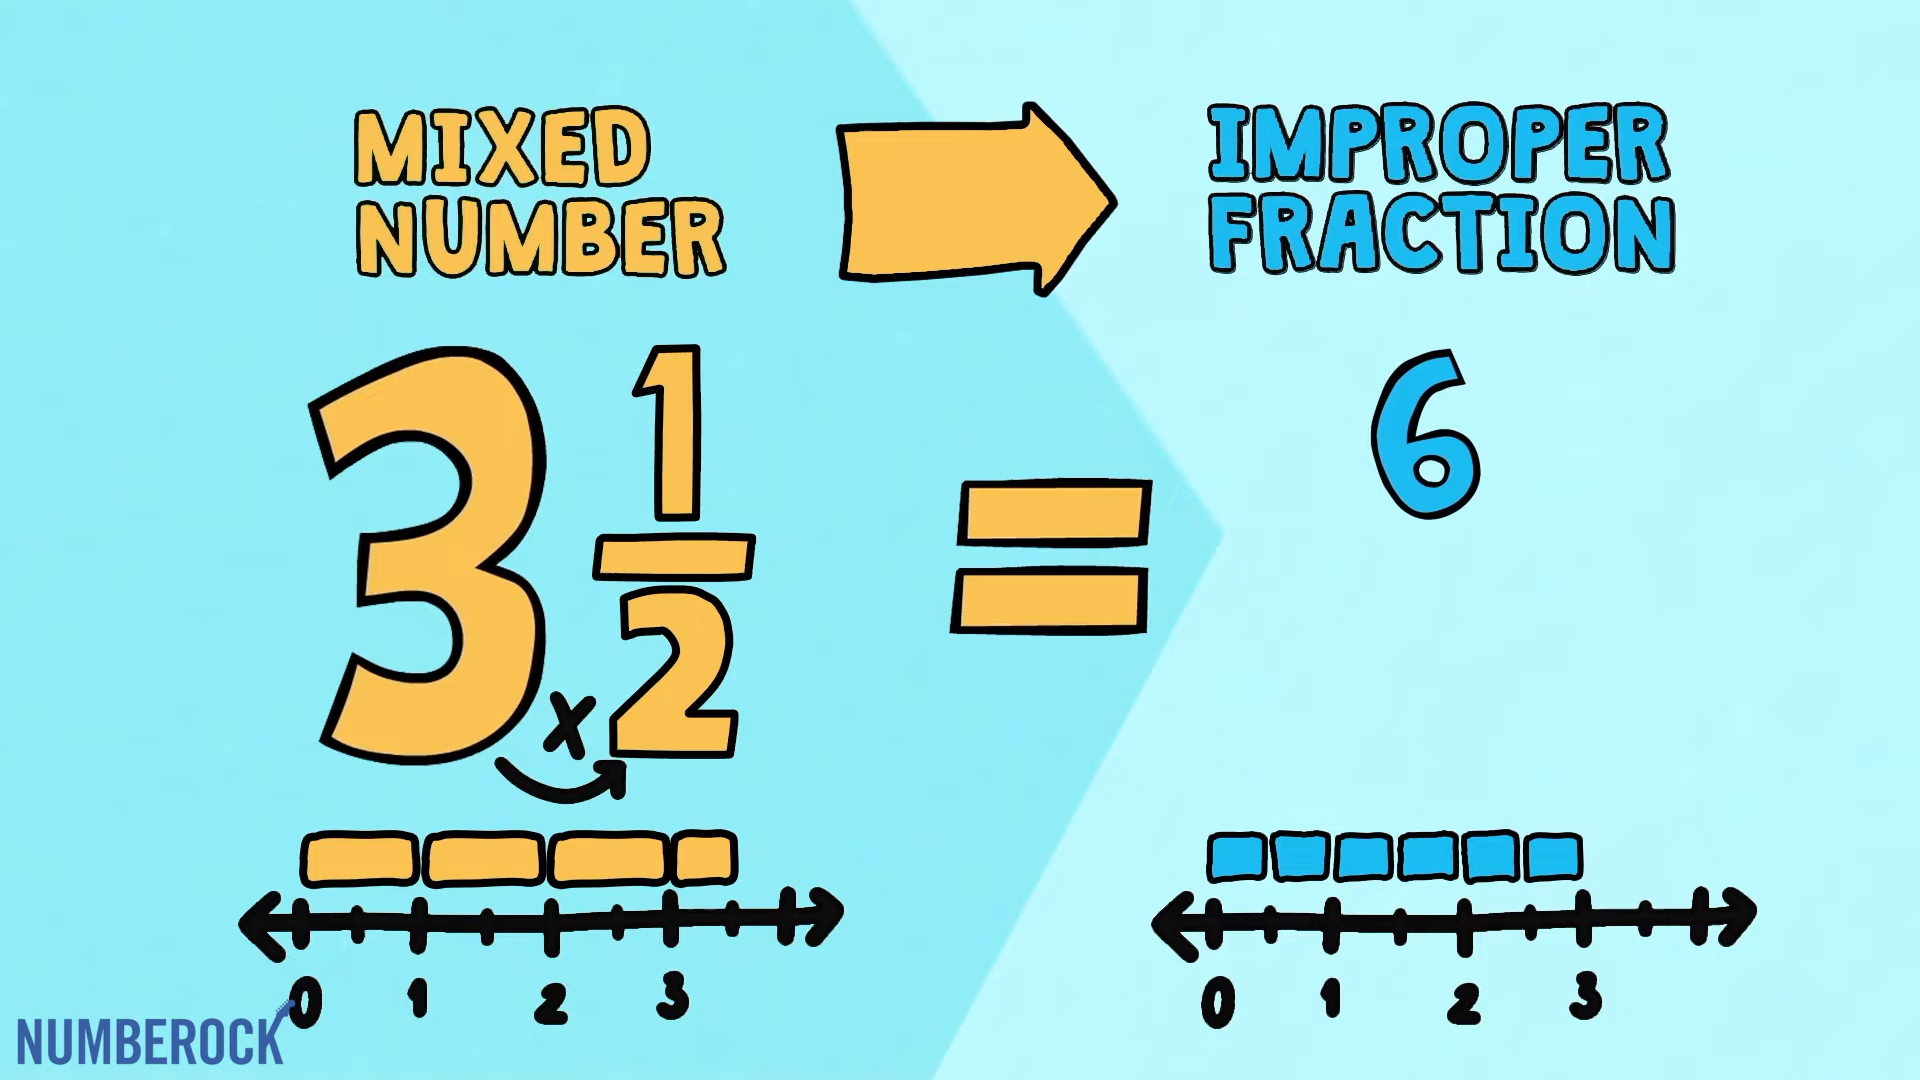 MIXED
NUMBER
IMPROPER
FRACTION
3 1/2 = 6
x
0 1 2 3
0 1 2 3
NUMBEROCK